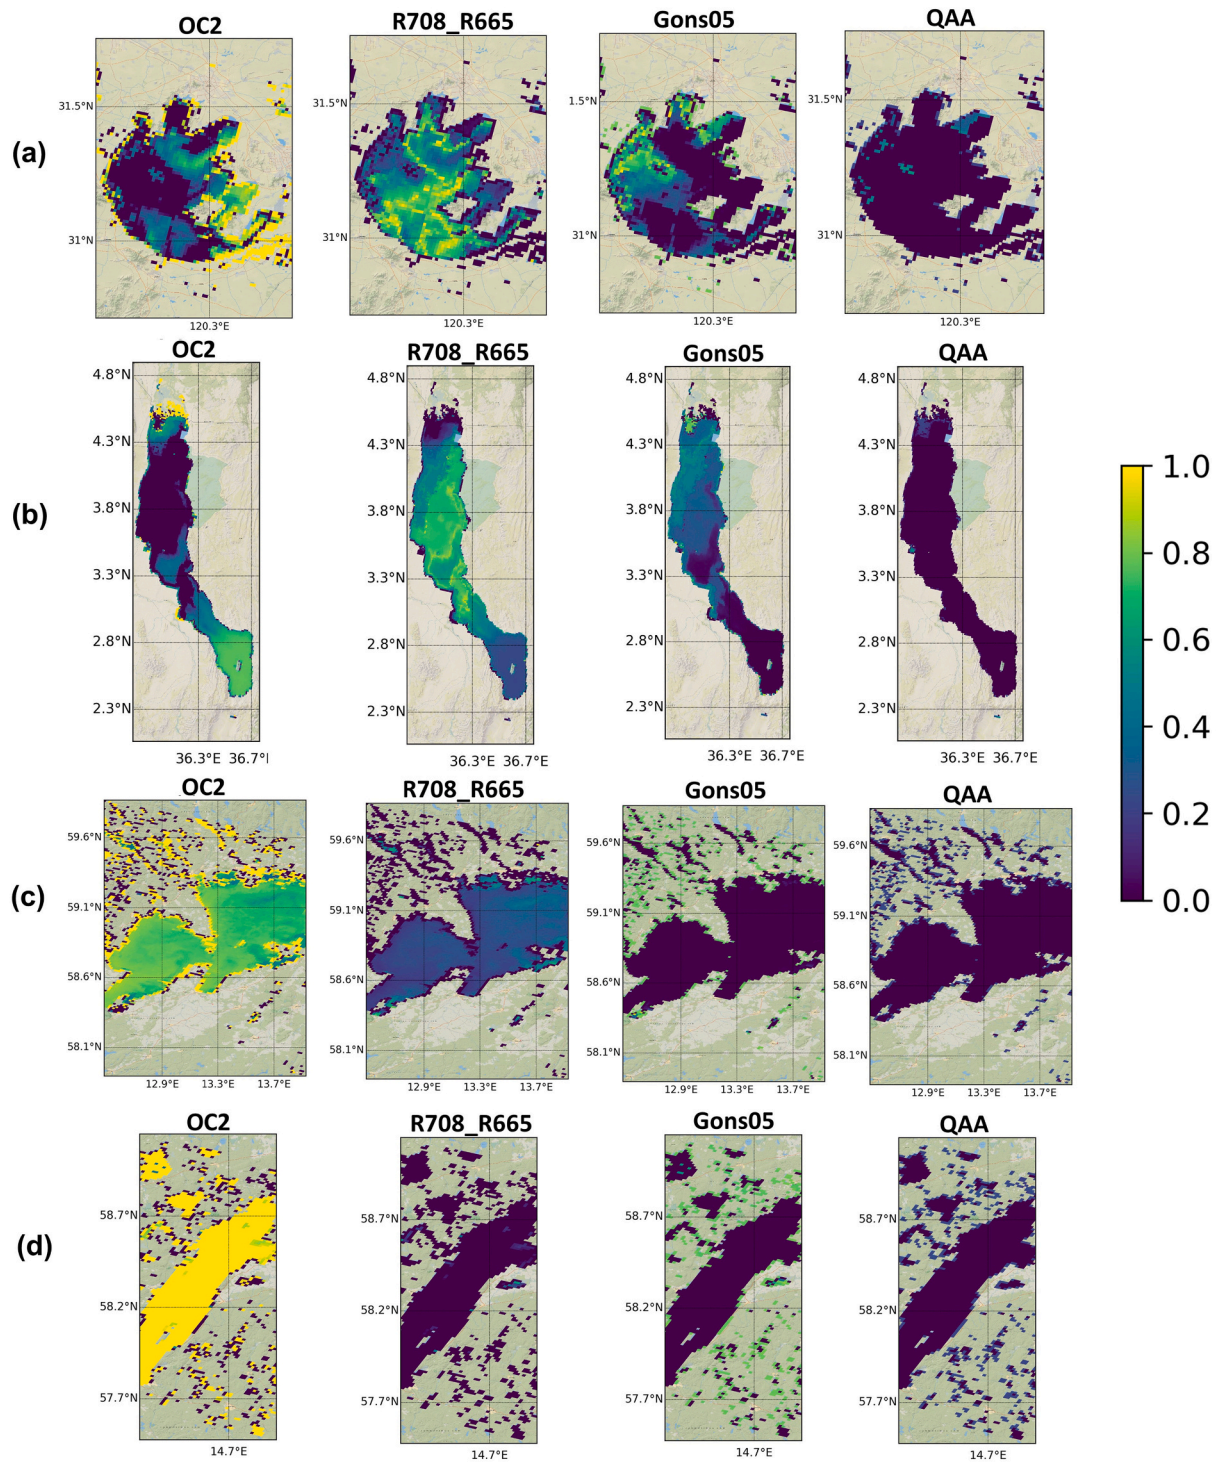 OC2 R708_R665 Gons05 QAA
(a)
31.5°N 31.5°N 1.5°N 31.5°N
31°N 31°N 31°N 31°N
120.3°E 120.3°E 120.3°E 120.3°E
OC2 R708_R665 Gons05 QAA
(b)
4.8°N 4.8°N 4.8°N 4.8°N
4.3°N 4.3°N 4.3°N 4.3°N
3.8°N 3.8°N 3.8°N 3.8°N
3.3°N 3.3°N 3.3°N 3.3°N
2.8°N 2.8°N 2.8°N 2.8°N
2.3°N 2.3°N 2.3°N 2.3°N
36.3°E 36.7°I 36.3°E 36.7°E 36.3°E 36.7°E 36.3°E 36.7°E
1.0
0.8
0.6
0.4
0.2
0.0
OC2 R708_R665 Gons05 QAA
(c)
59.6°N 59.6°N 59.6°N 59.6°N
59.1°N 59.1°N 59.1°N 59.1°N
58.6°N 58.6°N 58.6°N 58.6°N
58.1°N 58.1°N 58.1°N 58.1°N
12.9°E 13.3°E 13.7°E 12.9°E 13.3°E 13.7°E 12.9°E 13.3°E 13.7°E 12.9°E 13.3°E 13.7°E
OC2 R708_R665 Gons05 QAA
(d)
58.7°N 58.7°N 58.7°N 58.7°N
58.2°N 58.2°N 58.2°N 58.2°N
57.7°N 57.7°N 57.7°N 57.7°N
14.7°E 14.7°E 14.7°E 14.7°E